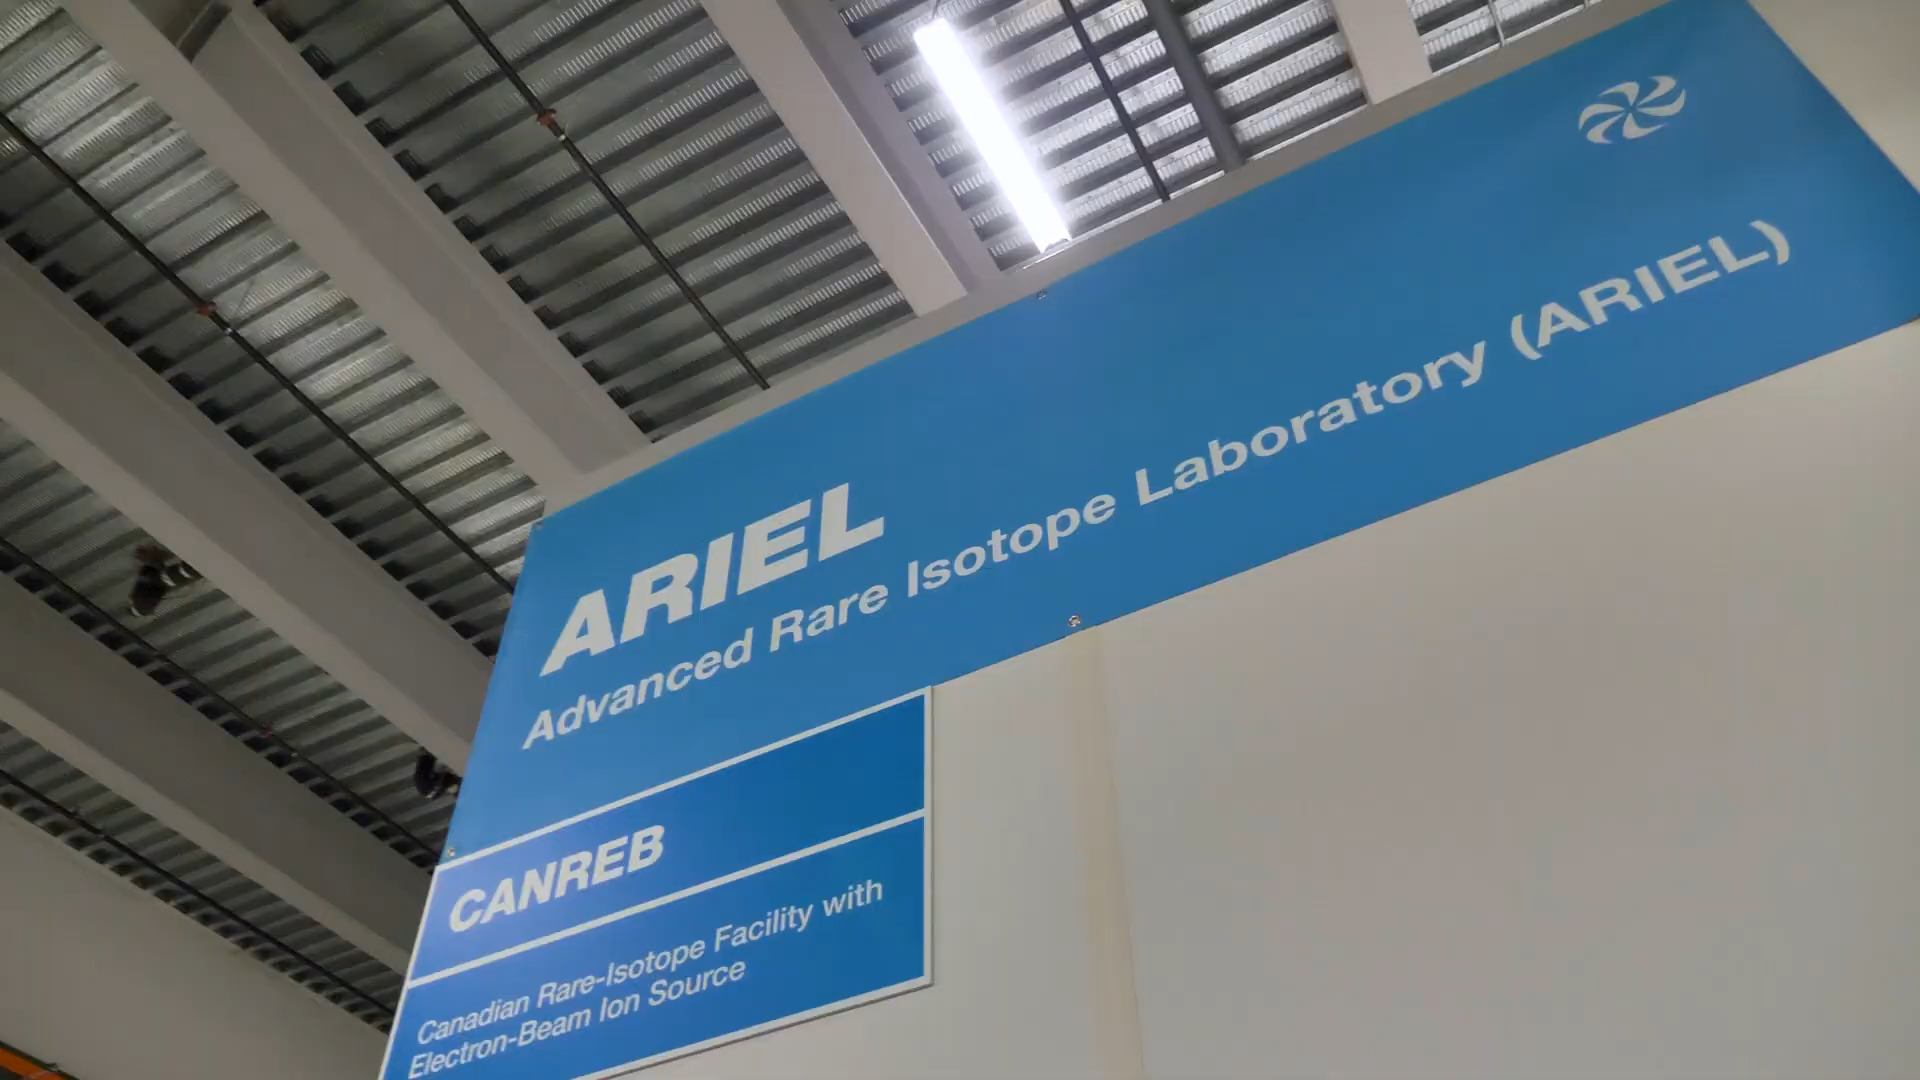 ARIEL
Advanced Rare Isotope Laboratory (ARIEL)
CANREB
Canadian Rare-Isotope Facility with
Electron-Beam Ion Source